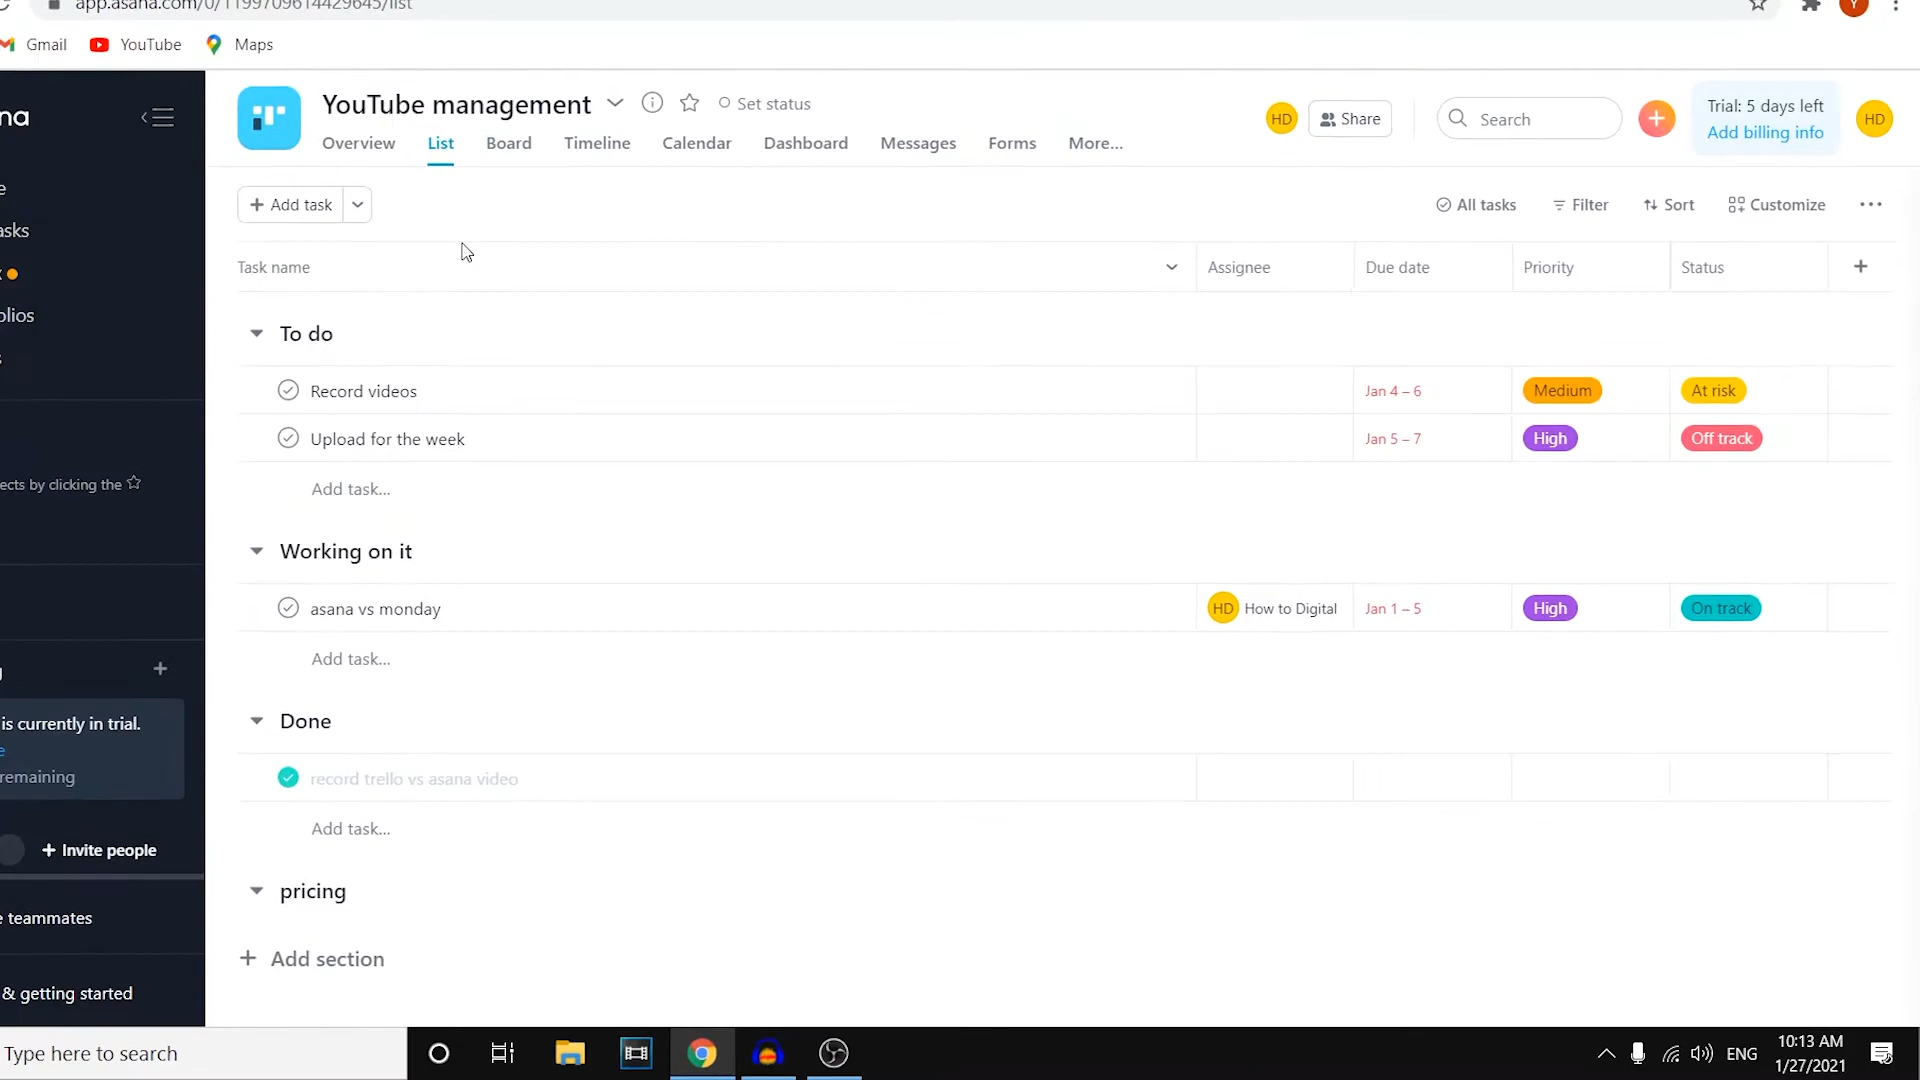 app.asana.com/0/1199709614429645/list
Gmail YouTube Maps
Y
YouTube management Set status
Overview List Board Timeline Calendar Dashboard Messages Forms More...
HD Share Search Trial: 5 days left
Add billing info
HD
+ Add task
All tasks Filter Sort Customize
Task name Assignee Due date Priority Status
To do
Record videos Jan 4 – 6 Medium At risk
Upload for the week Jan 5 – 7 High Off track
Add task...
Working on it
asana vs monday HD How to Digital Jan 1 – 5 High On track
Add task...
Done
record trello vs asana video
Add task...
pricing
+ Add section
na
e
asks
olios
s
ects by clicking the
is currently in trial.
e
remaining
+ Invite people
e teammates
& getting started
Type here to search
ENG
10:13 AM
1/27/2021